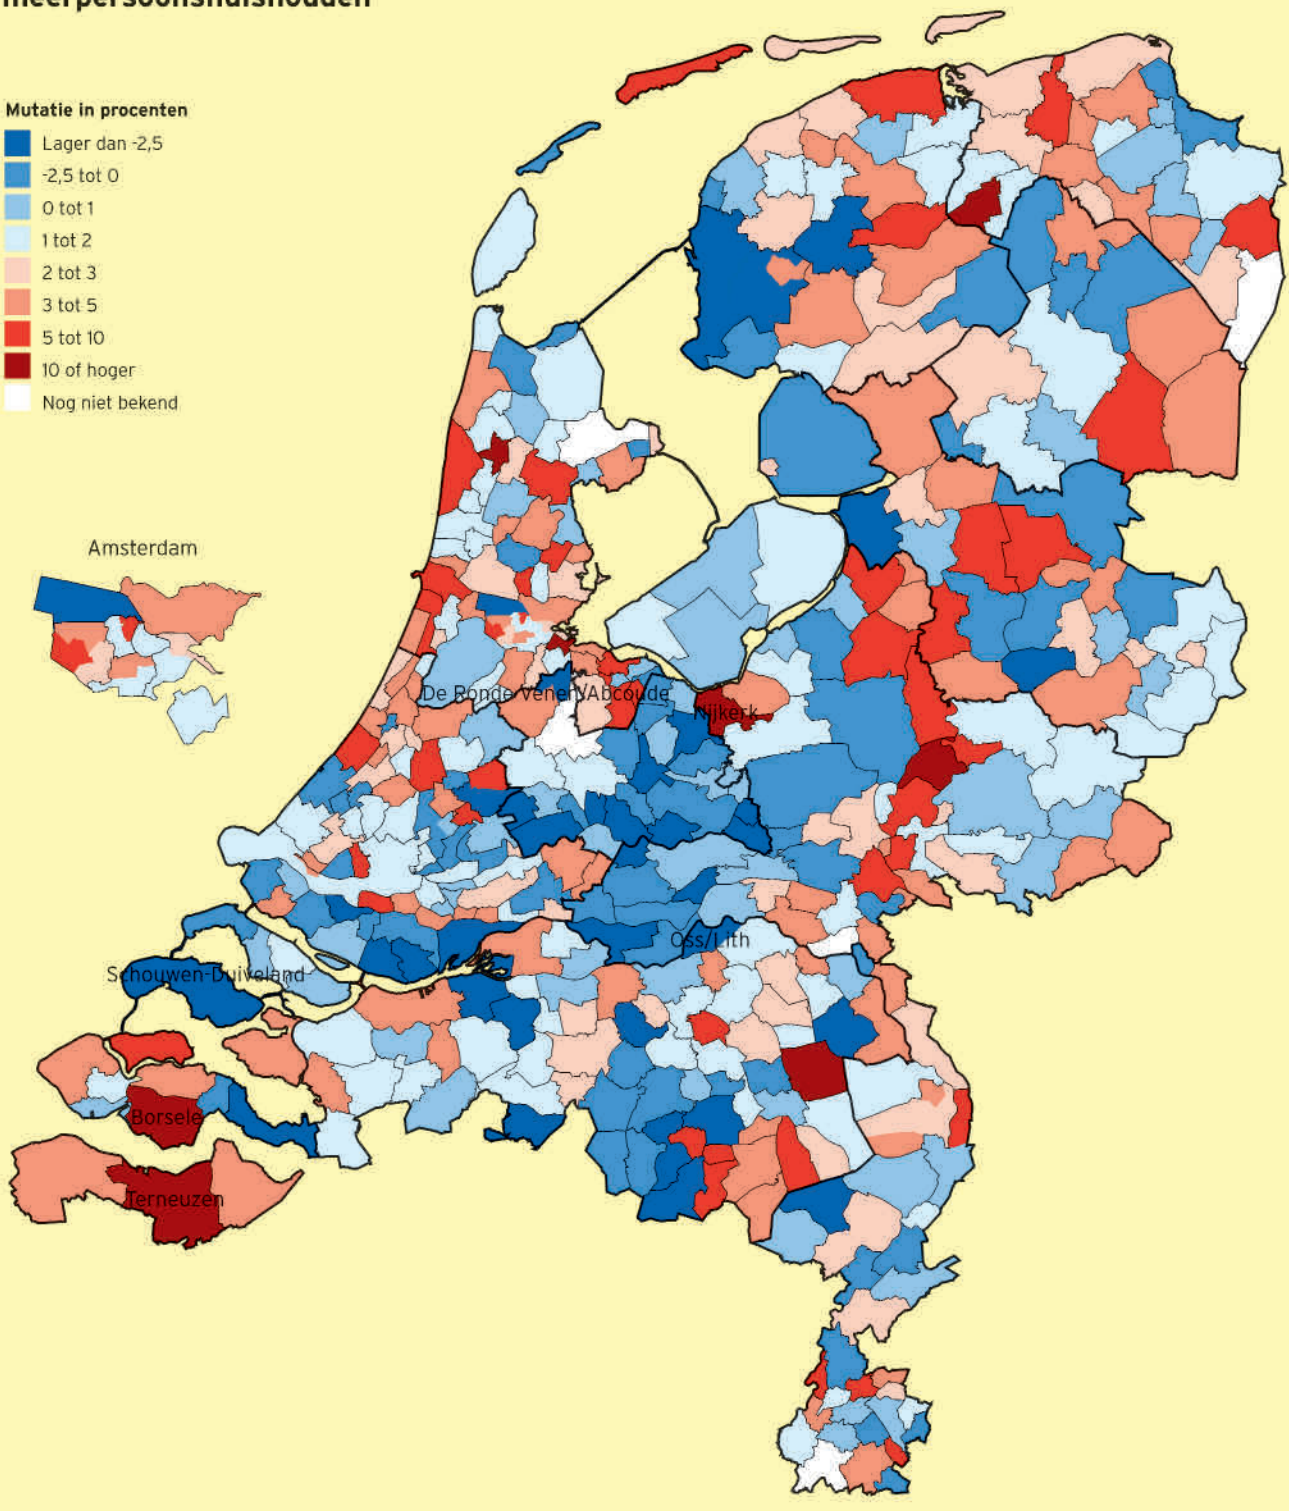 meerpersoonshuishouden
Mutatie in procenten
Lager dan -2,5
-2,5 tot 0
0 tot 1
1 tot 2
2 tot 3
3 tot 5
5 tot 10
10 of hoger
Nog niet bekend
Amsterdam
De Ronde Venen/Abcoude
Nijkerk
Oss/Lith
Schouwen-Duiveland
Borsele
Terneuzen